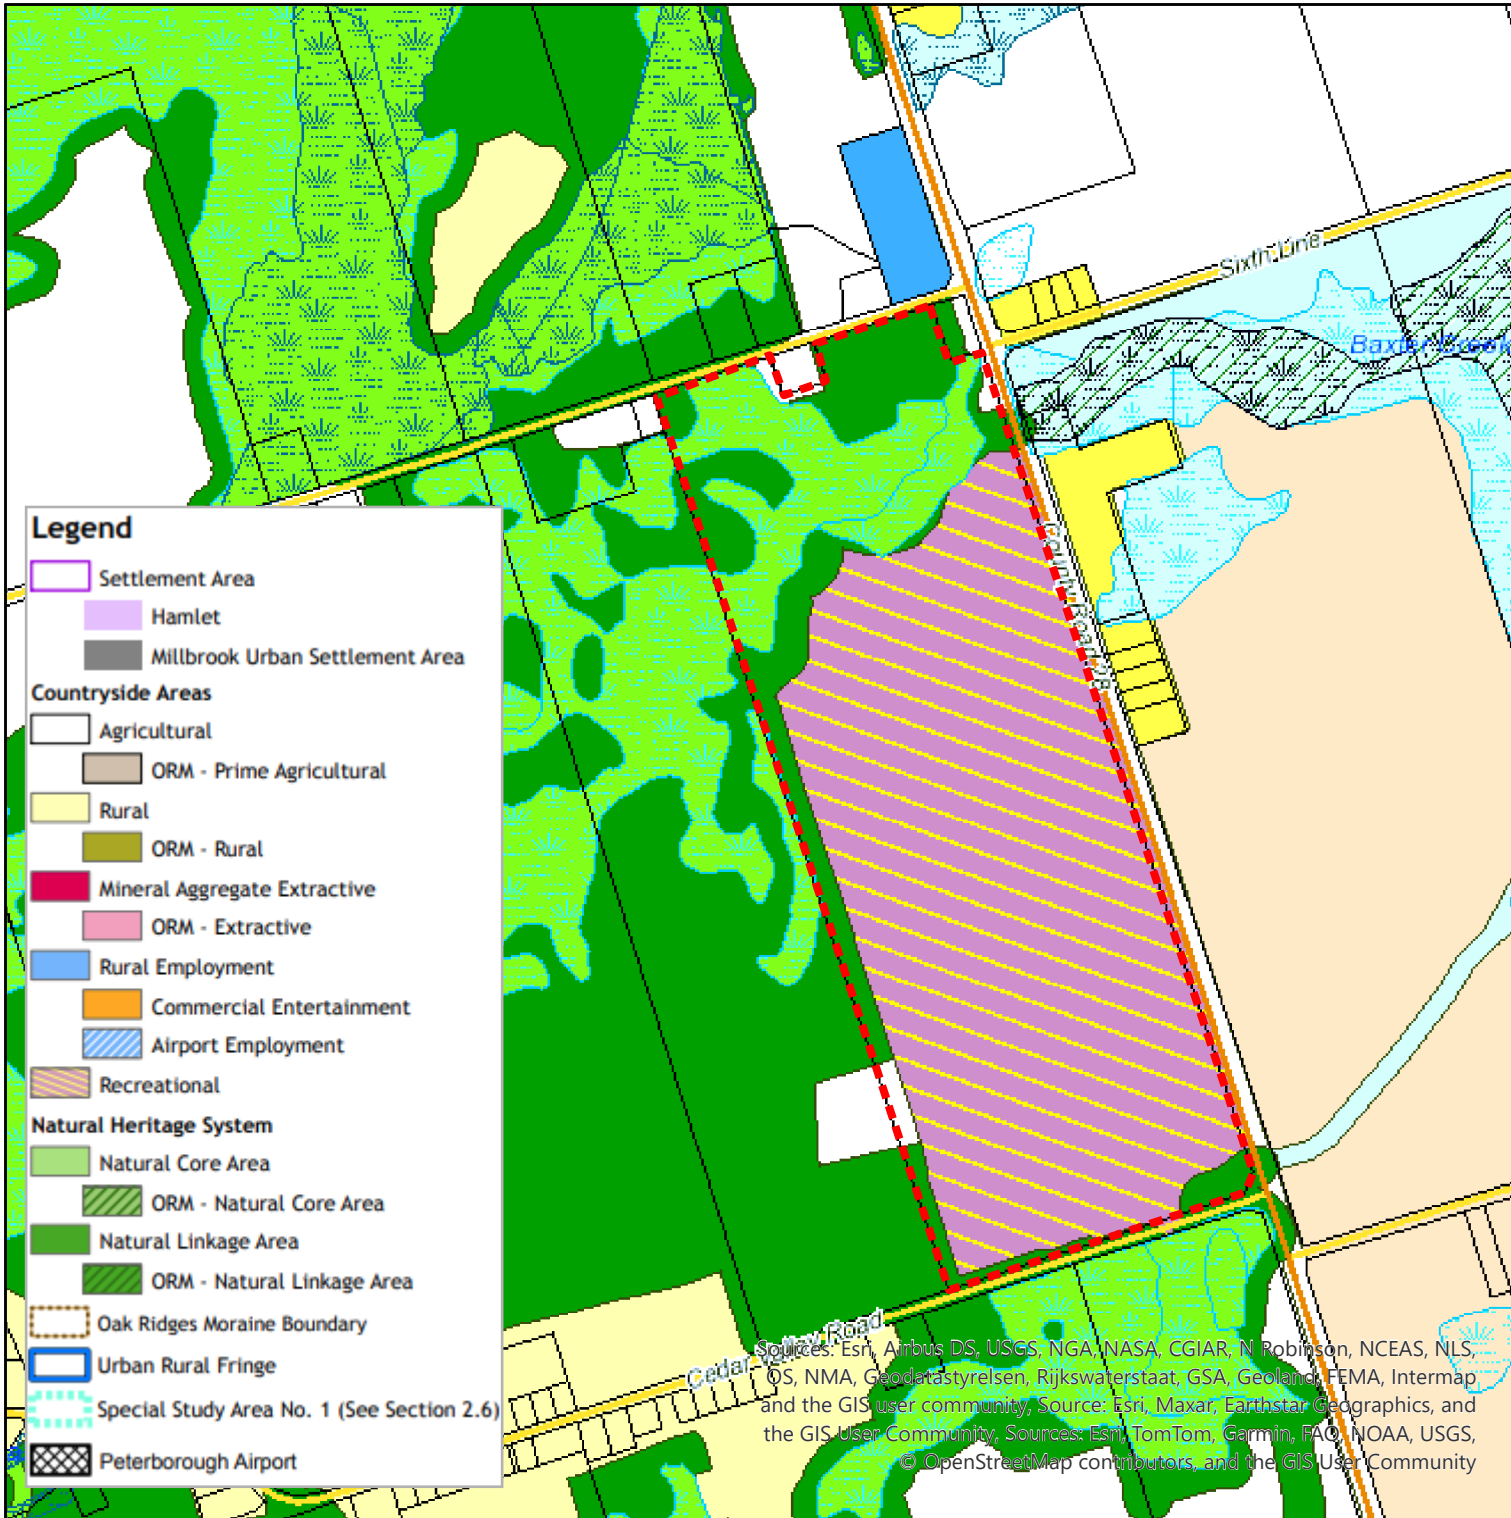 Sixth Line
Baxter Brook
Legend
Settlement Area
Hamlet
Millbrook Urban Settlement Area
Countryside Areas
Agricultural
ORM - Prime Agricultural
Rural
ORM - Rural
Mineral Aggregate Extractive
ORM - Extractive
Rural Employment
Commercial Entertainment
Airport Employment
Recreational
Natural Heritage System
Natural Core Area
ORM - Natural Core Area
Natural Linkage Area
ORM - Natural Linkage Area
Oak Ridges Moraine Boundary
Urban Rural Fringe
Special Study Area No. 1 (See Section 2.6)
Peterborough Airport
County Road
Cedar Valley Road
Sources: Esri, Airbus DS, USGS, NGA, NASA, CGIAR, N Robinson, NCEAS, NLS,
OS, NMA, Geodatastyrelsen, Rijkswaterstaat, GSA, Geoland, FEMA, Intermap
and the GIS user community, Source: Esri, Maxar, Earthstar Geographics, and
the GIS User Community, Sources: Esri, TomTom, Garmin, FAO, NOAA, USGS,
© OpenStreetMap contributors, and the GIS User Community